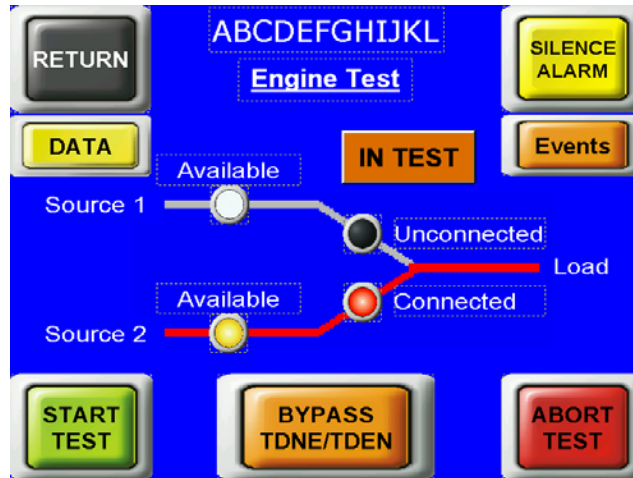 ABCDEFGHIJKL
RETURN
Engine Test
SILENCE
ALARM
DATA
IN TEST
Events
Available
Source 1
Unconnected
Load
Available
Connected
Source 2
START
TEST
BYPASS
TDNE/TDEN
ABORT
TEST